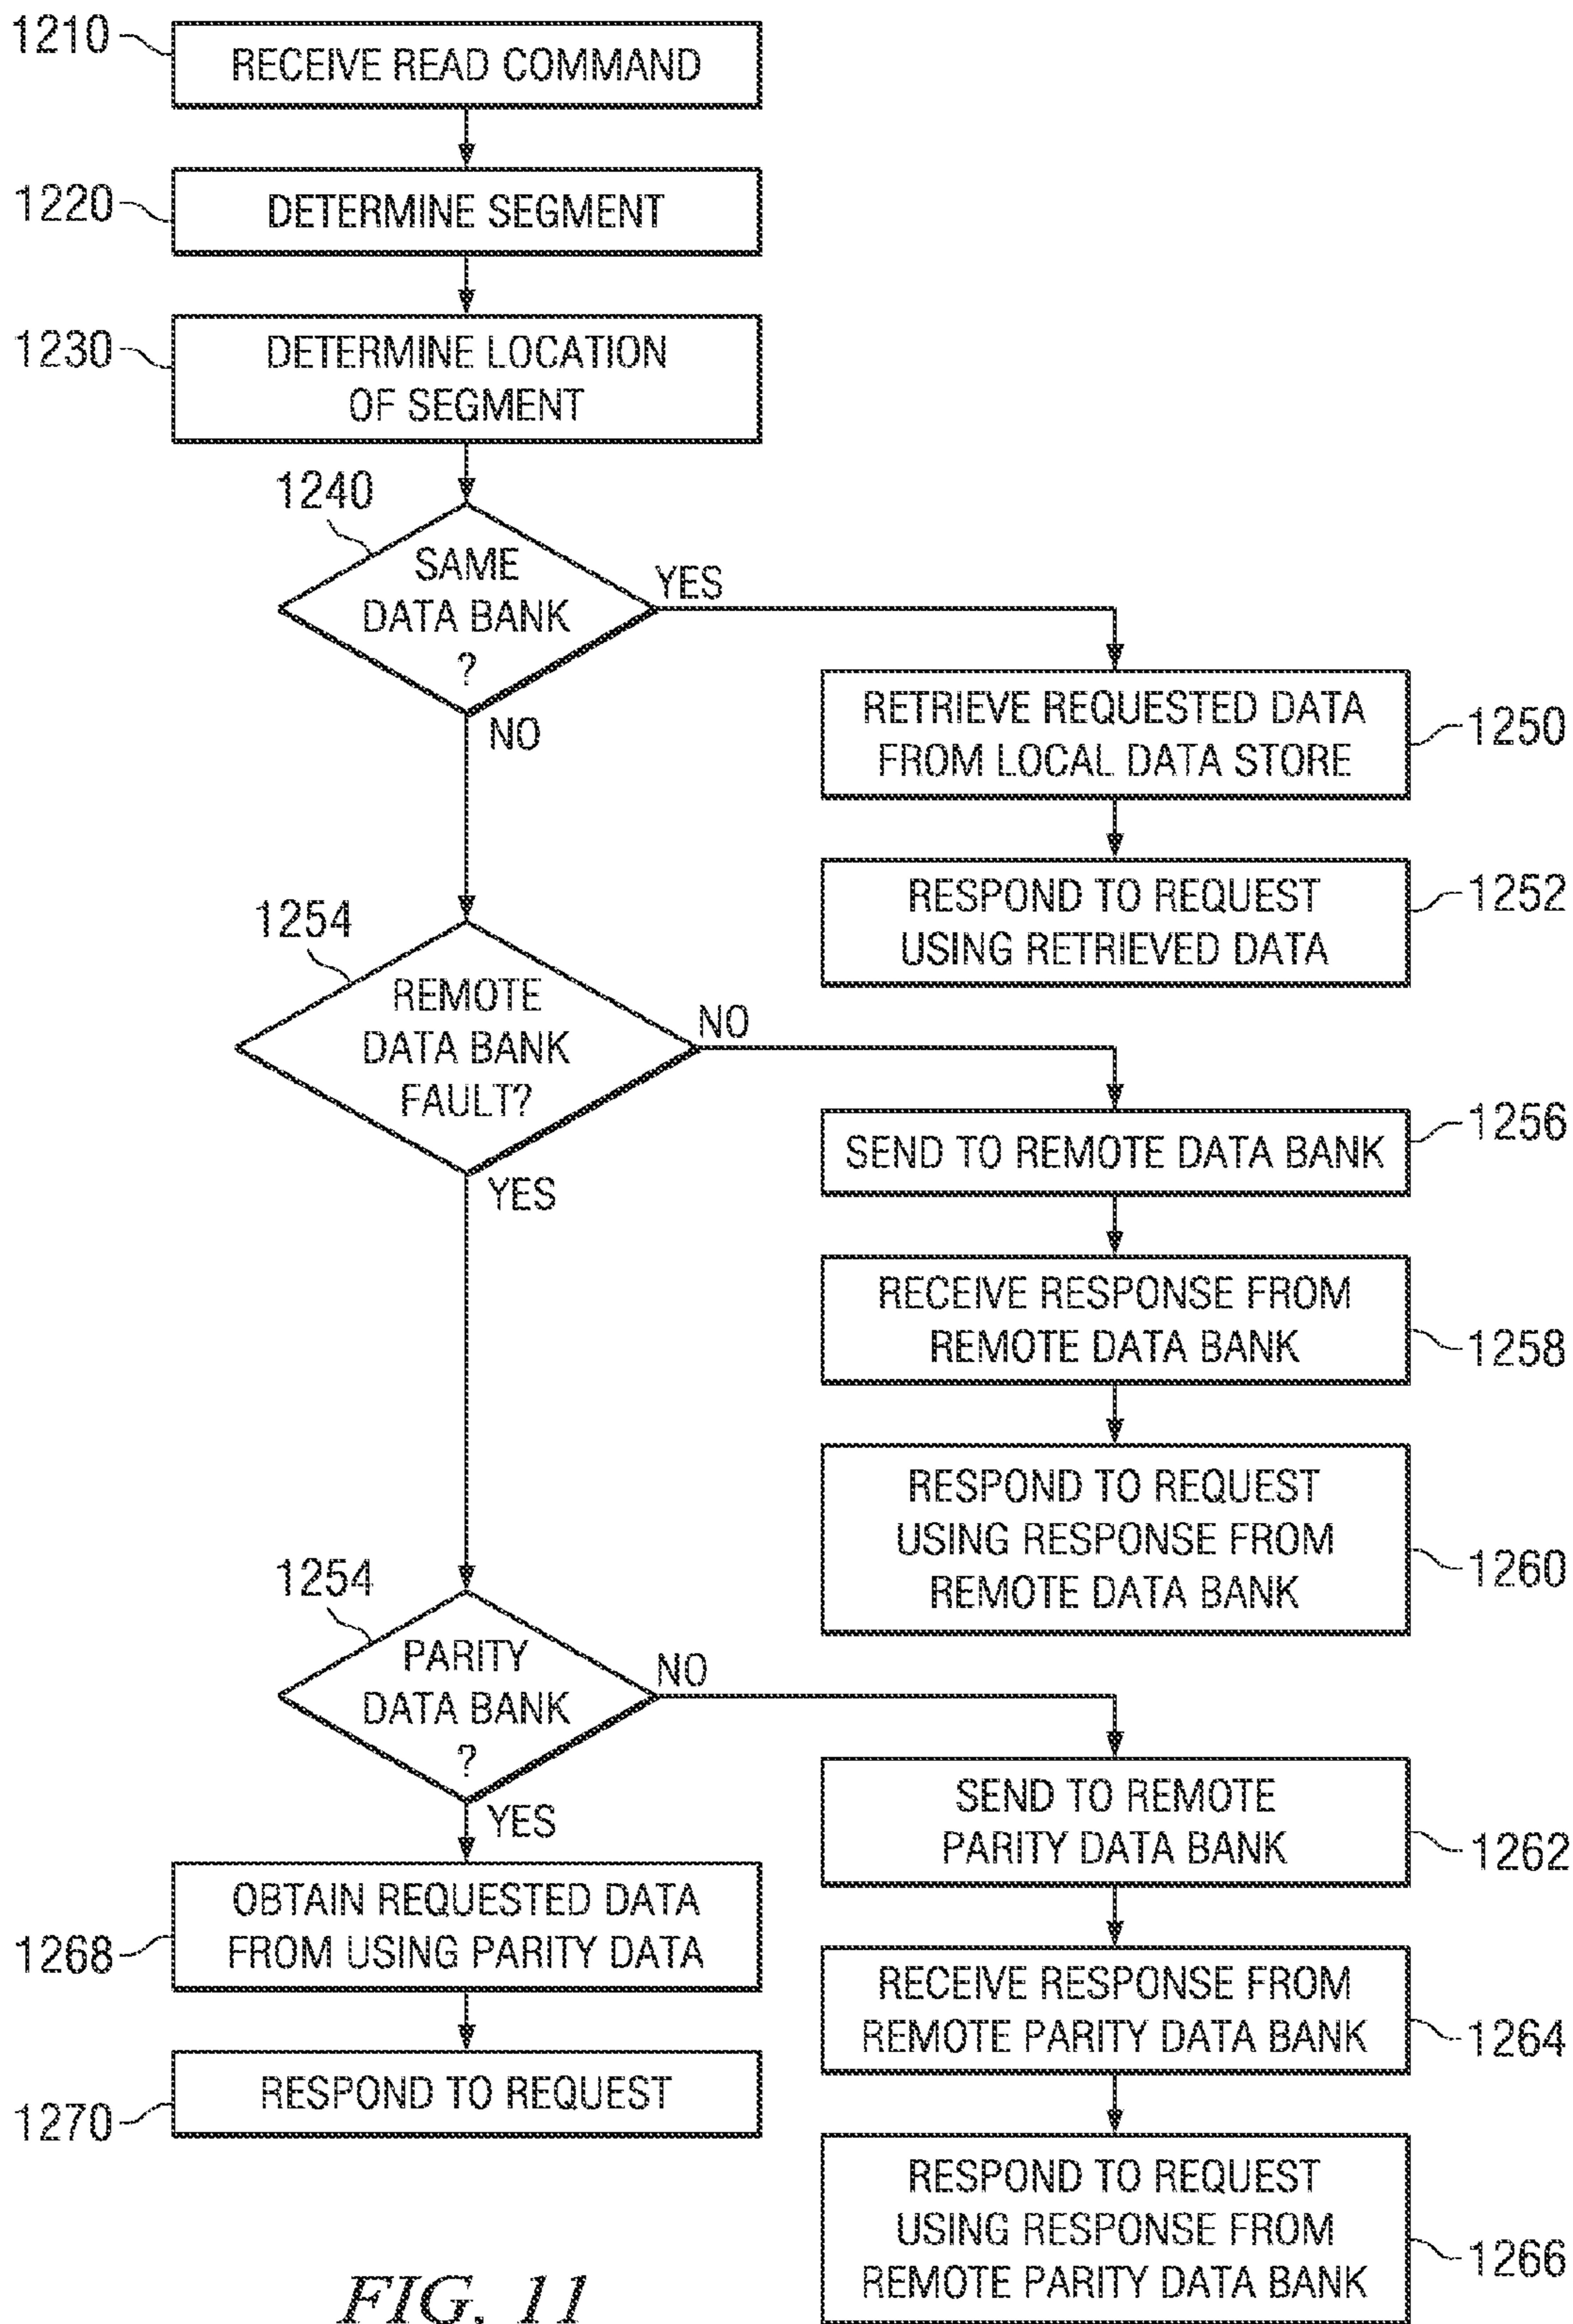 1210
RECEIVE READ COMMAND
1220
DETERMINE SEGMENT
1230
DETERMINE LOCATION
OF SEGMENT
1240
SAME
DATA BANK
?
YES
NO
RETRIEVE REQUESTED DATA
FROM LOCAL DATA STORE
1250
RESPOND TO REQUEST
USING RETRIEVED DATA
1252
1254
REMOTE
DATA BANK
FAULT?
NO
YES
SEND TO REMOTE DATA BANK
1256
RECEIVE RESPONSE FROM
REMOTE DATA BANK
1258
RESPOND TO REQUEST
USING RESPONSE FROM
REMOTE DATA BANK
1260
1254
PARITY
DATA BANK
?
NO
YES
SEND TO REMOTE
PARITY DATA BANK
1262
OBTAIN REQUESTED DATA
FROM USING PARITY DATA
1268
RECEIVE RESPONSE FROM
REMOTE PARITY DATA BANK
1264
RESPOND TO REQUEST
1270
RESPOND TO REQUEST
USING RESPONSE FROM
REMOTE PARITY DATA BANK
1266
FIG. 11